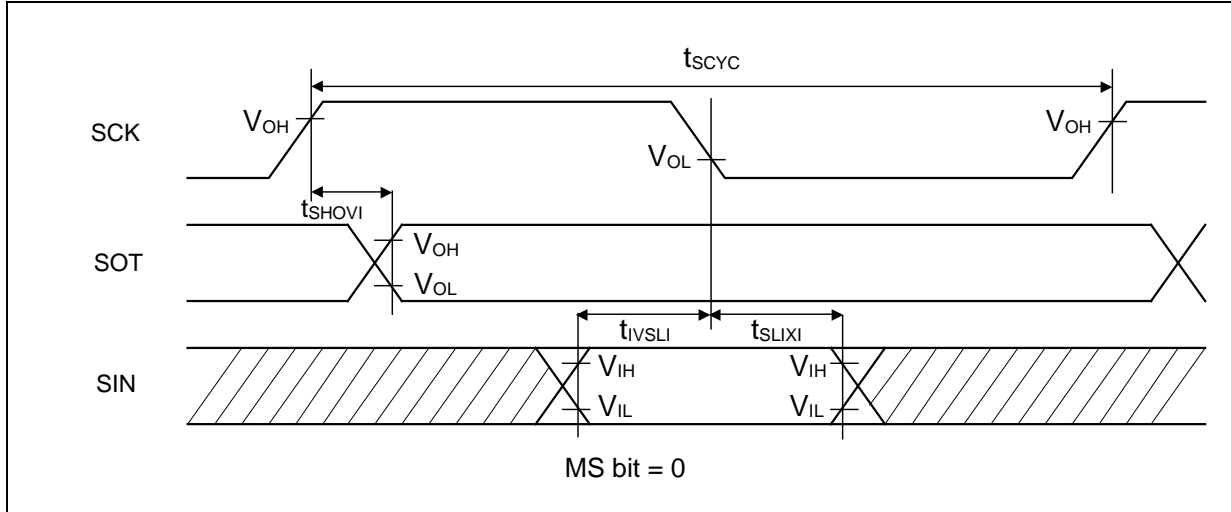 tSCYC
SCK
VOH
VOL
VOH
tSHOVI
SOT
VOH
VOL
tIVSLI
tSLIXI
SIN
VIH
VIH
VIL
VIL
MS bit = 0